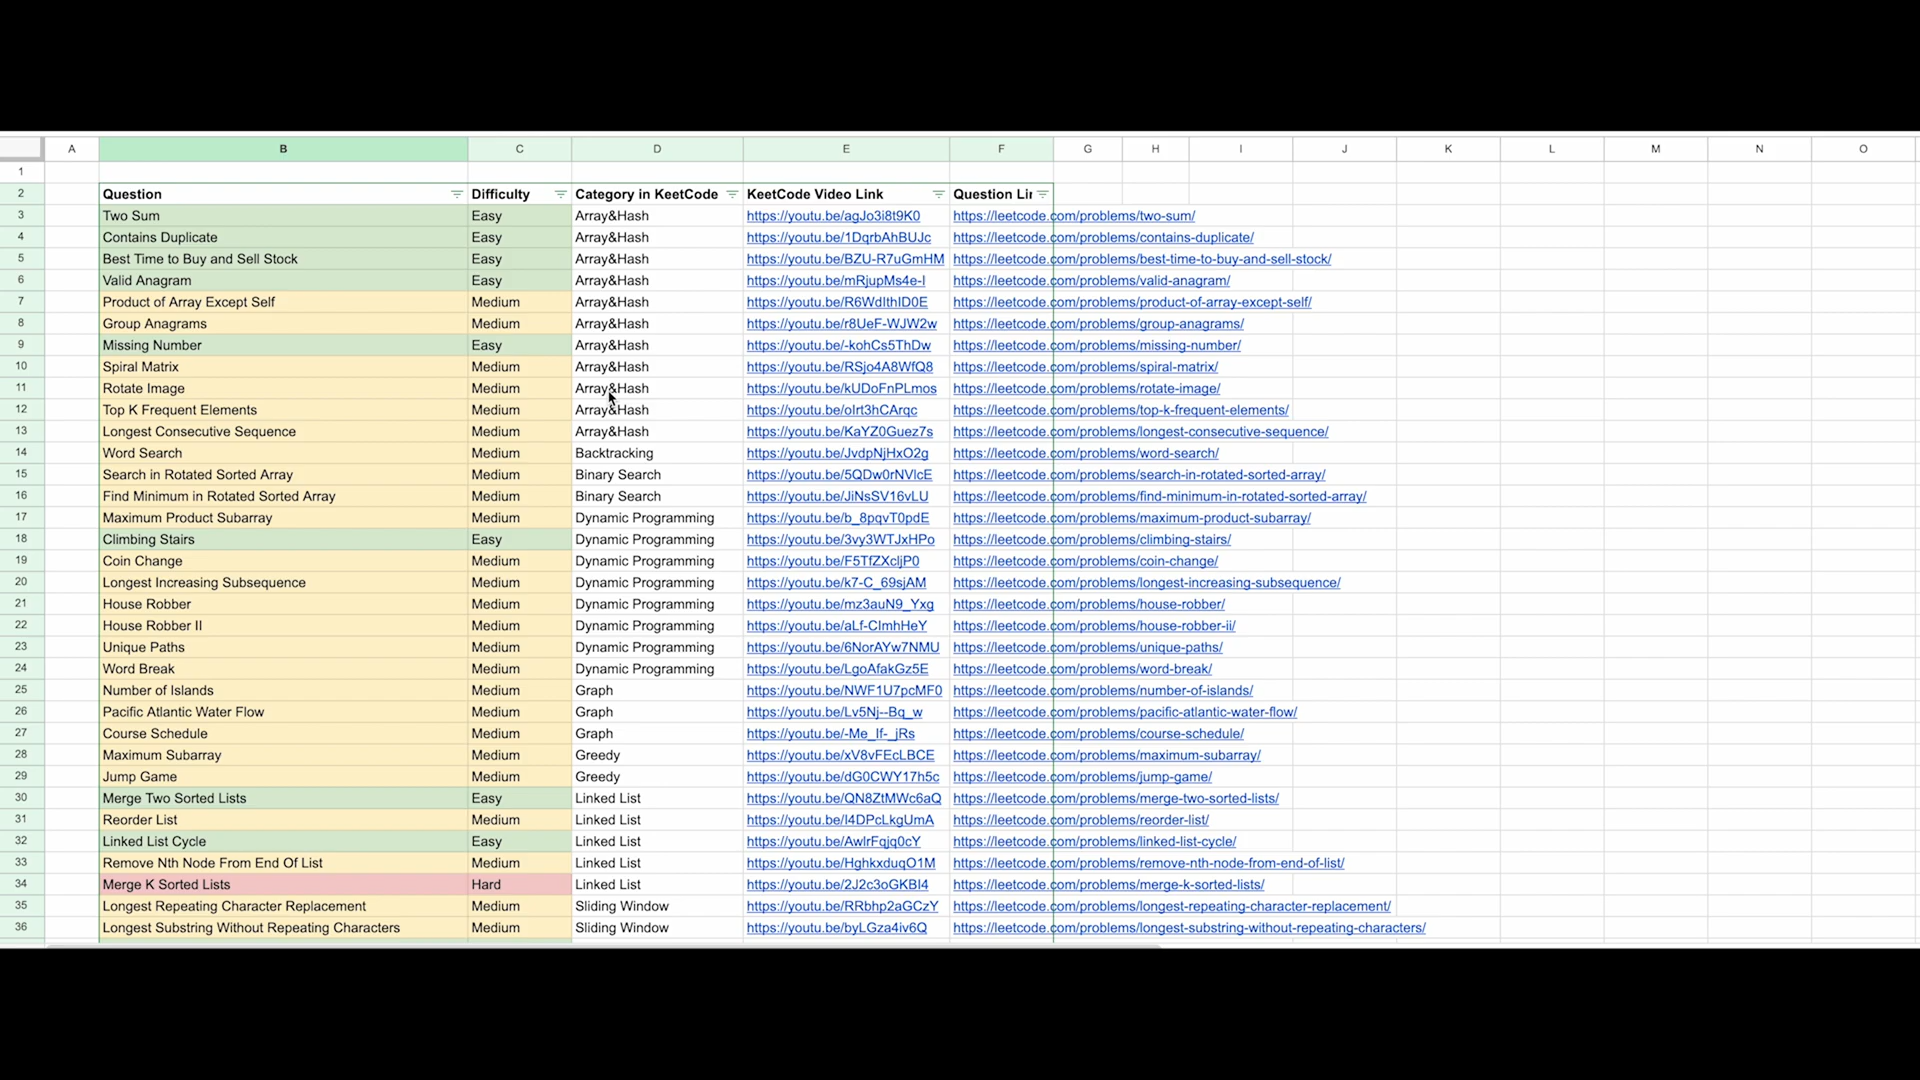 A B C D E F G H I J K L M N O
1
2 Question Difficulty Category in KeetCode KeetCode Video Link Question Lin
3 Two Sum Easy Array&Hash https://youtu.be/agJo3i8t9K0 https://leetcode.com/problems/two-sum/
4 Contains Duplicate Easy Array&Hash https://youtu.be/1DqrbAhBUJc https://leetcode.com/problems/contains-duplicate/
5 Best Time to Buy and Sell Stock Easy Array&Hash https://youtu.be/BZU-R7uGmHM https://leetcode.com/problems/best-time-to-buy-and-sell-stock/
6 Valid Anagram Easy Array&Hash https://youtu.be/mRjupMs4e-I https://leetcode.com/problems/valid-anagram/
7 Product of Array Except Self Medium Array&Hash https://youtu.be/R6WdIthID0E https://leetcode.com/problems/product-of-array-except-self/
8 Group Anagrams Medium Array&Hash https://youtu.be/r8UeF-WJW2w https://leetcode.com/problems/group-anagrams/
9 Missing Number Easy Array&Hash https://youtu.be/-kohCs5ThDw https://leetcode.com/problems/missing-number/
10 Spiral Matrix Medium Array&Hash https://youtu.be/RSjo4A8WfQ8 https://leetcode.com/problems/spiral-matrix/
11 Rotate Image Medium Array&Hash https://youtu.be/kUDoFnPLmos https://leetcode.com/problems/rotate-image/
12 Top K Frequent Elements Medium Array&Hash https://youtu.be/oIrt3hCArqc https://leetcode.com/problems/top-k-frequent-elements/
13 Longest Consecutive Sequence Medium Array&Hash https://youtu.be/KaYZ0Guez7s https://leetcode.com/problems/longest-consecutive-sequence/
14 Word Search Medium Backtracking https://youtu.be/JvdpNjHxO2g https://leetcode.com/problems/word-search/
15 Search in Rotated Sorted Array Medium Binary Search https://youtu.be/5QDw0rNVlcE https://leetcode.com/problems/search-in-rotated-sorted-array/
16 Find Minimum in Rotated Sorted Array Medium Binary Search https://youtu.be/JiNsSV16vLU https://leetcode.com/problems/find-minimum-in-rotated-sorted-array/
17 Maximum Product Subarray Medium Dynamic Programming https://youtu.be/b_8pqvT0pdE https://leetcode.com/problems/maximum-product-subarray/
18 Climbing Stairs Easy Dynamic Programming https://youtu.be/3vy3WTJxHPo https://leetcode.com/problems/climbing-stairs/
19 Coin Change Medium Dynamic Programming https://youtu.be/F5TfZXcljP0 https://leetcode.com/problems/coin-change/
20 Longest Increasing Subsequence Medium Dynamic Programming https://youtu.be/k7-C_69sjAM https://leetcode.com/problems/longest-increasing-subsequence/
21 House Robber Medium Dynamic Programming https://youtu.be/mz3auN9_Yxg https://leetcode.com/problems/house-robber/
22 House Robber II Medium Dynamic Programming https://youtu.be/aLf-CImhHeY https://leetcode.com/problems/house-robber-ii/
23 Unique Paths Medium Dynamic Programming https://youtu.be/6NorAYw7NMU https://leetcode.com/problems/unique-paths/
24 Word Break Medium Dynamic Programming https://youtu.be/LgoAfakGz5E https://leetcode.com/problems/word-break/
25 Number of Islands Medium Graph https://youtu.be/NWF1U7pcMF0 https://leetcode.com/problems/number-of-islands/
26 Pacific Atlantic Water Flow Medium Graph https://youtu.be/Lv5Nj--Bq_w https://leetcode.com/problems/pacific-atlantic-water-flow/
27 Course Schedule Medium Graph https://youtu.be/-Me_lf-_jRs https://leetcode.com/problems/course-schedule/
28 Maximum Subarray Medium Greedy https://youtu.be/xV8vFEcLBCE https://leetcode.com/problems/maximum-subarray/
29 Jump Game Medium Greedy https://youtu.be/dG0CWY17h5c https://leetcode.com/problems/jump-game/
30 Merge Two Sorted Lists Easy Linked List https://youtu.be/QN8ZtMWc6aQ https://leetcode.com/problems/merge-two-sorted-lists/
31 Reorder List Medium Linked List https://youtu.be/I4DPcLkgUmA https://leetcode.com/problems/reorder-list/
32 Linked List Cycle Easy Linked List https://youtu.be/AwlrFqjq0cY https://leetcode.com/problems/linked-list-cycle/
33 Remove Nth Node From End Of List Medium Linked List https://youtu.be/HghkxduqO1M https://leetcode.com/problems/remove-nth-node-from-end-of-list/
34 Merge K Sorted Lists Hard Linked List https://youtu.be/2J2c3oGKBI4 https://leetcode.com/problems/merge-k-sorted-lists/
35 Longest Repeating Character Replacement Medium Sliding Window https://youtu.be/RRbhp2aGCzY https://leetcode.com/problems/longest-repeating-character-replacement/
36 Longest Substring Without Repeating Characters Medium Sliding Window https://youtu.be/byLGza4iv6Q https://leetcode.com/problems/longest-substring-without-repeating-characters/